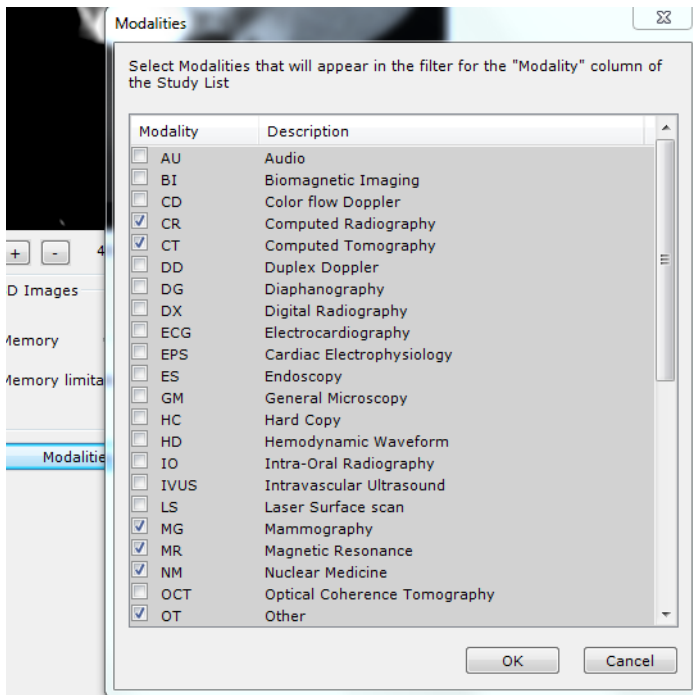 Modalities
Select Modalities that will appear in the filter for the "Modality" column of
the Study List
Modality Description
AU Audio
BI Biomagnetic Imaging
CD Color flow Doppler
CR Computed Radiography
CT Computed Tomography
DD Duplex Doppler
DG Diaphanography
DX Digital Radiography
ECG Electrocardiography
EPS Cardiac Electrophysiology
ES Endoscopy
GM General Microscopy
HC Hard Copy
HD Hemodynamic Waveform
IO Intra-Oral Radiography
IVUS Intravascular Ultrasound
LS Laser Surface scan
MG Mammography
MR Magnetic Resonance
NM Nuclear Medicine
OCT Optical Coherence Tomography
OT Other
OK Cancel
+ - 4
D Images
Memory
Memory limita
Modalitie